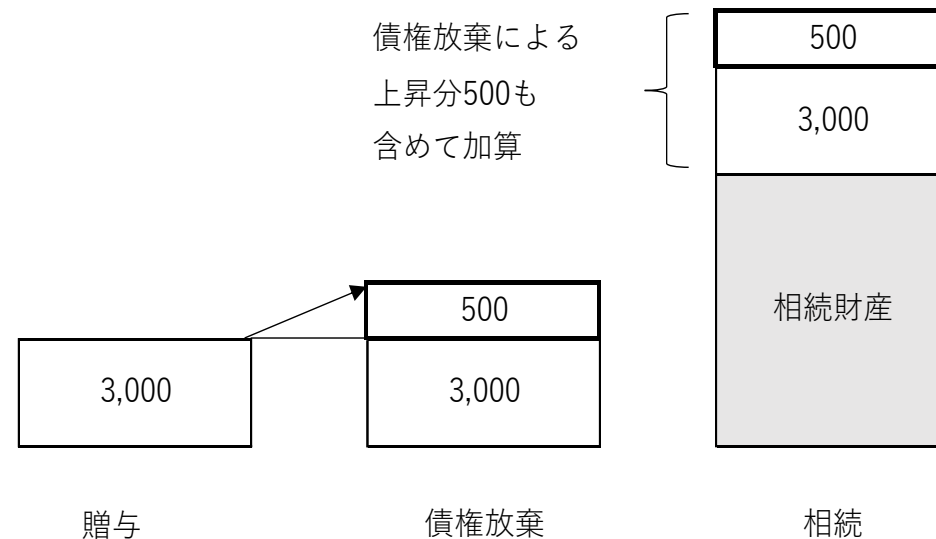 債権放棄による
上昇分500も
含めて加算
500
3,000
相続財産
500
3,000
3,000
贈与
債権放棄
相続